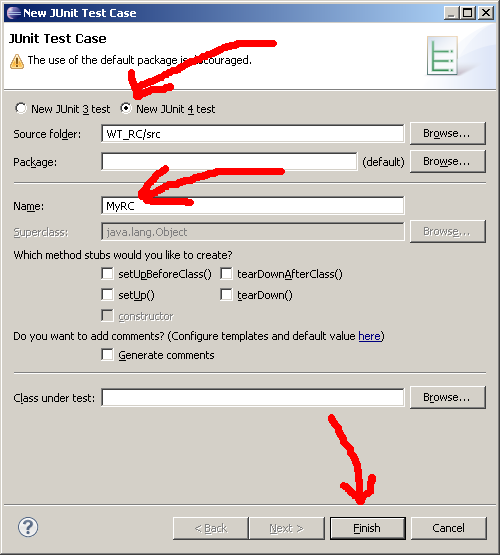 New JUnit Test Case
JUnit Test Case
The use of the default package is discouraged.
New JUnit 3 test New JUnit 4 test
Source folder: WT_RC/src Browse...
Package: (default) Browse...
Name: MyRC
Superclass: java.lang.Object Browse...
Which method stubs would you like to create?
setUpBeforeClass() tearDownAfterClass()
setUp() tearDown()
constructor
Do you want to add comments? (Configure templates and default value here)
Generate comments
Class under test: Browse...
? < Back Next > Finish Cancel